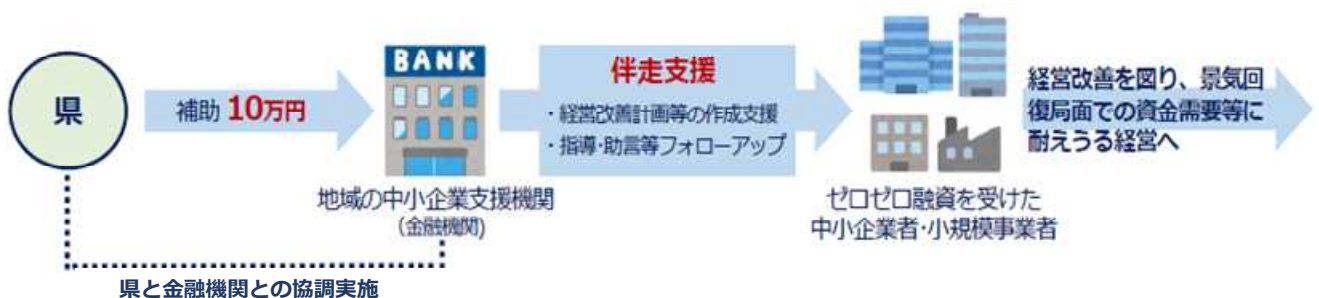 県
補助 10万円
BANK
地域の中小企業支援機関
(金融機関)
伴走支援
・経営改善計画等の作成支援
・指導・助言等フォローアップ
ゼロゼロ融資を受けた
中小企業者・小規模事業者
経営改善を図り、景気回
復局面での資金需要等に
耐えうる経営へ
県と金融機関との協調実施